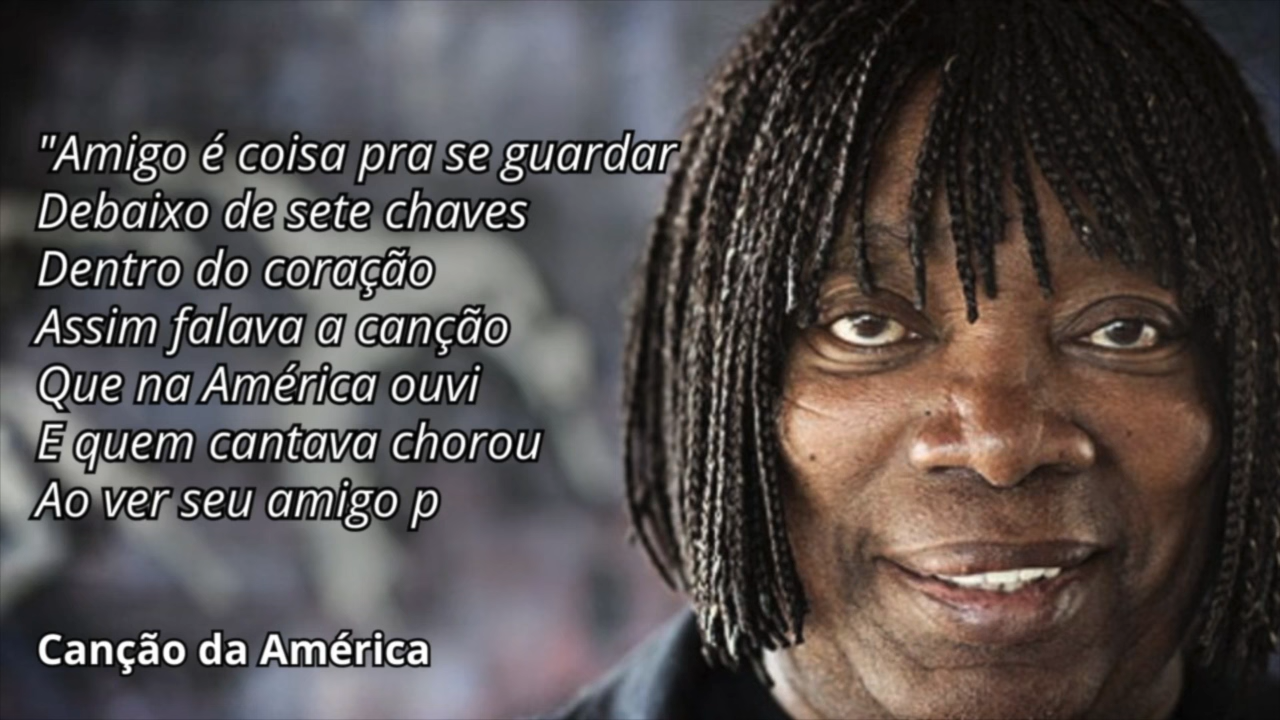 "Amigo é coisa pra se guardar
Debaixo de sete chaves
Dentro do coração
Assim falava a canção
Que na América ouvi
E quem cantava chorou
Ao ver seu amigo p
Canção da América